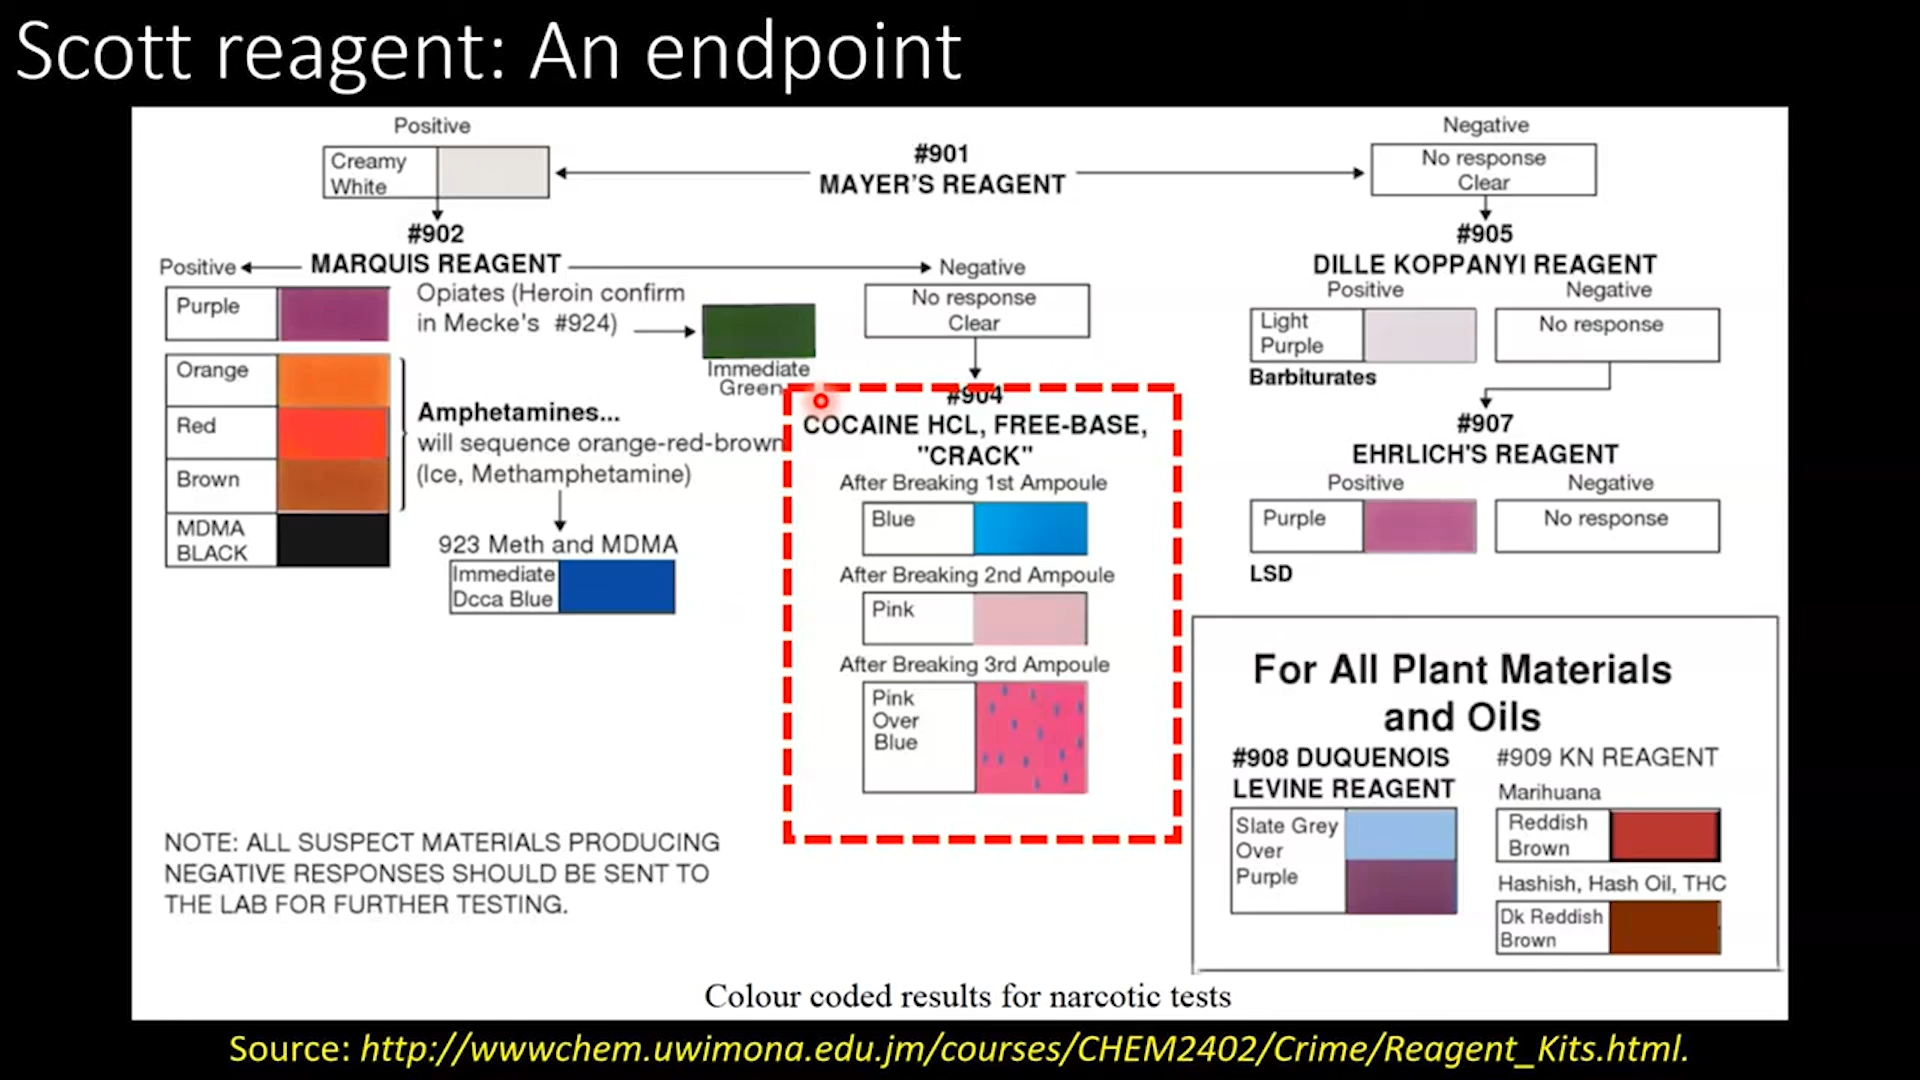 Scott reagent: An endpoint
Positive
Creamy
White
#901
MAYER'S REAGENT
Negative
No response
Clear
#902
MARQUIS REAGENT
Positive
Negative
Purple
Opiates (Heroin confirm
in Mecke's #924)
Immediate
Green
No response
Clear
Orange
Red
Brown
MDMA
BLACK
Amphetamines...
will sequence orange-red-brown
(Ice, Methamphetamine)
923 Meth and MDMA
Immediate
Dcca Blue
#904
COCAINE HCL, FREE-BASE,
"CRACK"
After Breaking 1st Ampoule
Blue
After Breaking 2nd Ampoule
Pink
After Breaking 3rd Ampoule
Pink
Over
Blue
#905
DILLE KOPPANYI REAGENT
Positive
Negative
Light
Purple
No response
Barbiturates
#907
EHRLICH'S REAGENT
Positive
Negative
Purple
No response
LSD
For All Plant Materials
and Oils
#908 DUQUENOIS
LEVINE REAGENT
Slate Grey
Over
Purple
#909 KN REAGENT
Marihuana
Reddish
Brown
Hashish, Hash Oil, THC
Dk Reddish
Brown
NOTE: ALL SUSPECT MATERIALS PRODUCING
NEGATIVE RESPONSES SHOULD BE SENT TO
THE LAB FOR FURTHER TESTING.
Colour coded results for narcotic tests
Source: http://wwwchem.uwimona.edu.jm/courses/CHEM2402/Crime/Reagent_Kits.html.